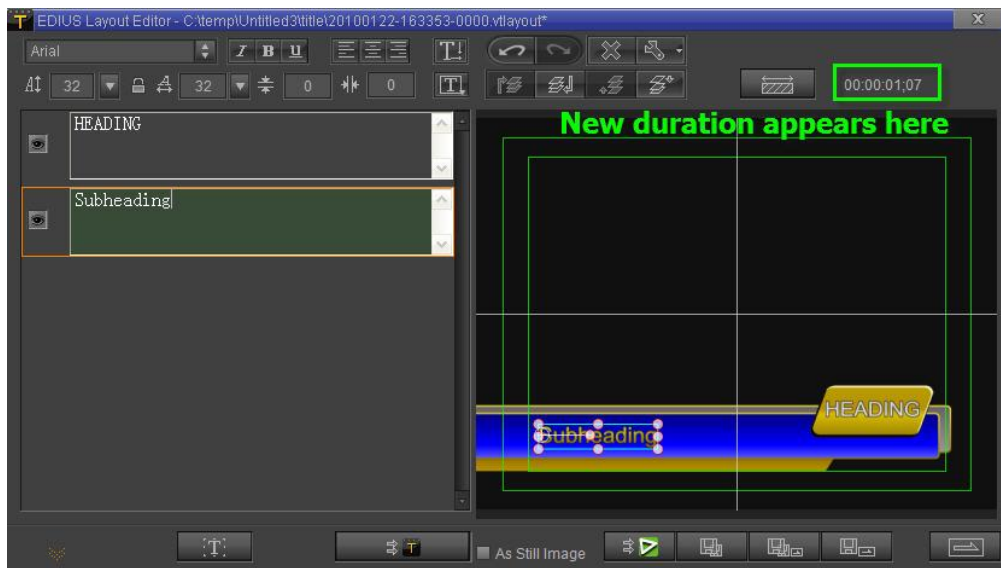 EDIUS Layout Editor - C:\temp\Untitled3\title\20100122-163353-0000.vtlayout*
X
Arial
I B U
T!
A 32 A 32 0 0
T
00:00:01;07
New duration appears here
HEADING
Subheading
HEADING
Subheading
T
T
As Still Image